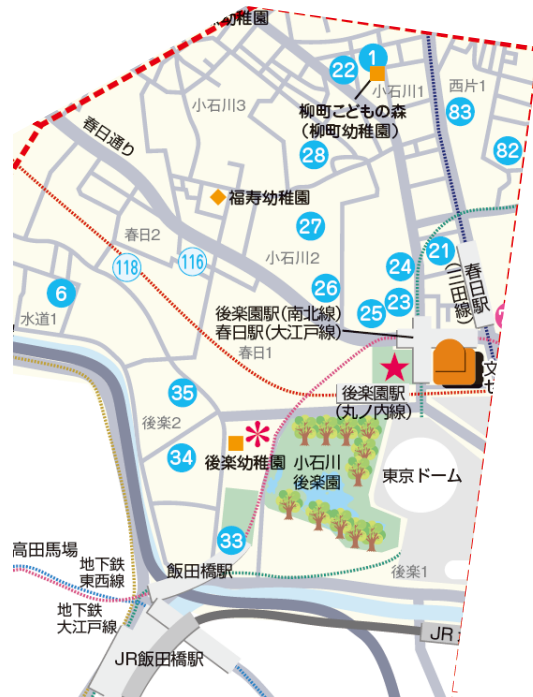 幼稚園
1
22
小石川1
西片1
小石川3
83
柳町こどもの森
（柳町幼稚園）
春日通り
82
28
福寿幼稚園
27
春日2
小石川2
21
116
118
24
春日駅
（三田線）
6
26
23
25
水道1
後楽園駅(南北線)
春日駅(大江戸線)
春日1
35
後楽園駅
（丸ノ内線）
後楽2
34
後楽幼稚園
小石川
後楽園
東京ドーム
33
高田馬場
飯田橋駅
後楽1
地下鉄
東西線
地下鉄
大江戸線
JR
JR飯田橋駅